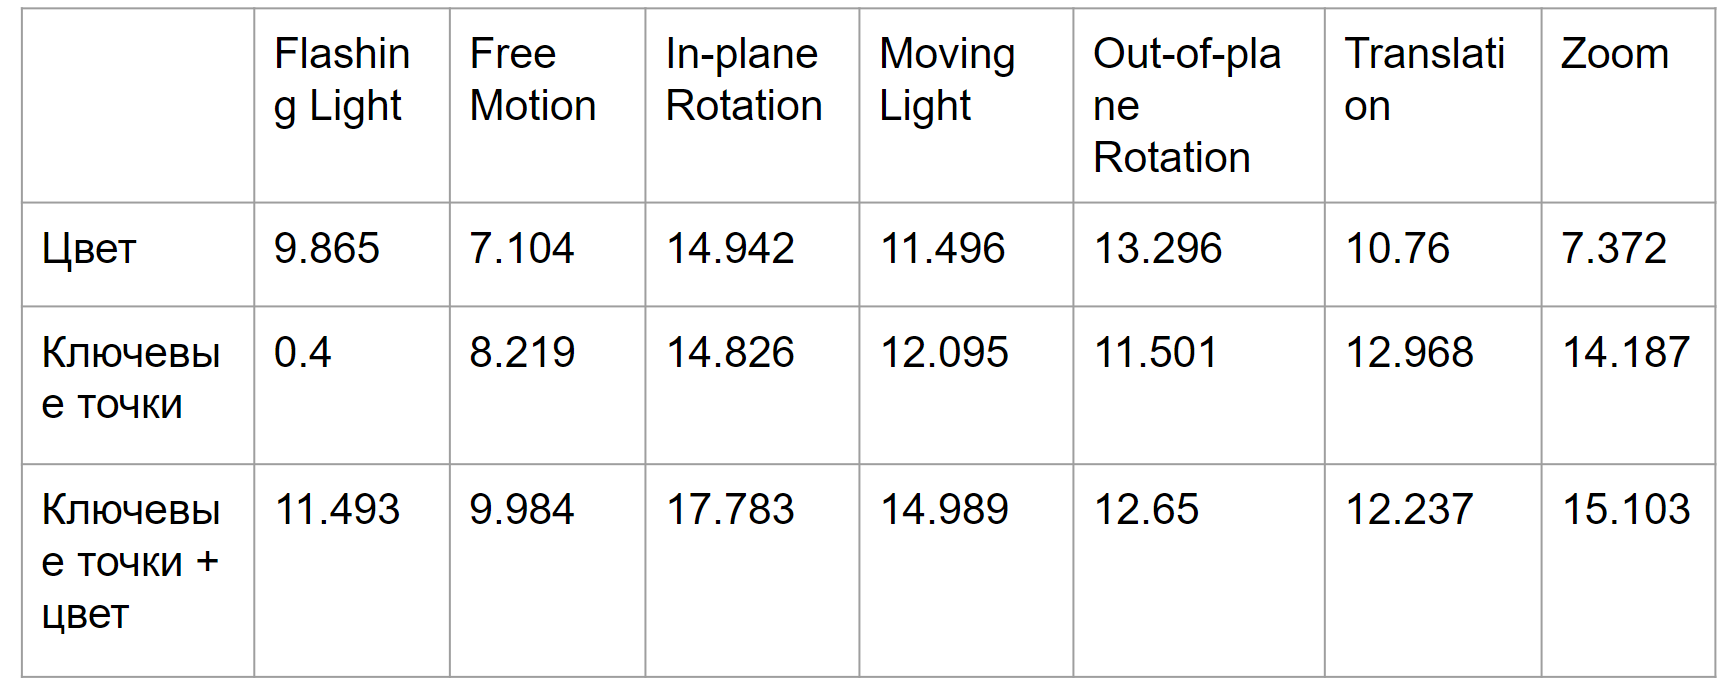 Flashing Light Free Motion In-plane Rotation Moving Light Out-of-plane Rotation Translation Zoom
Цвет 9.865 7.104 14.942 11.496 13.296 10.76 7.372
Ключевые точки 0.4 8.219 14.826 12.095 11.501 12.968 14.187
Ключевые точки + цвет 11.493 9.984 17.783 14.989 12.65 12.237 15.103